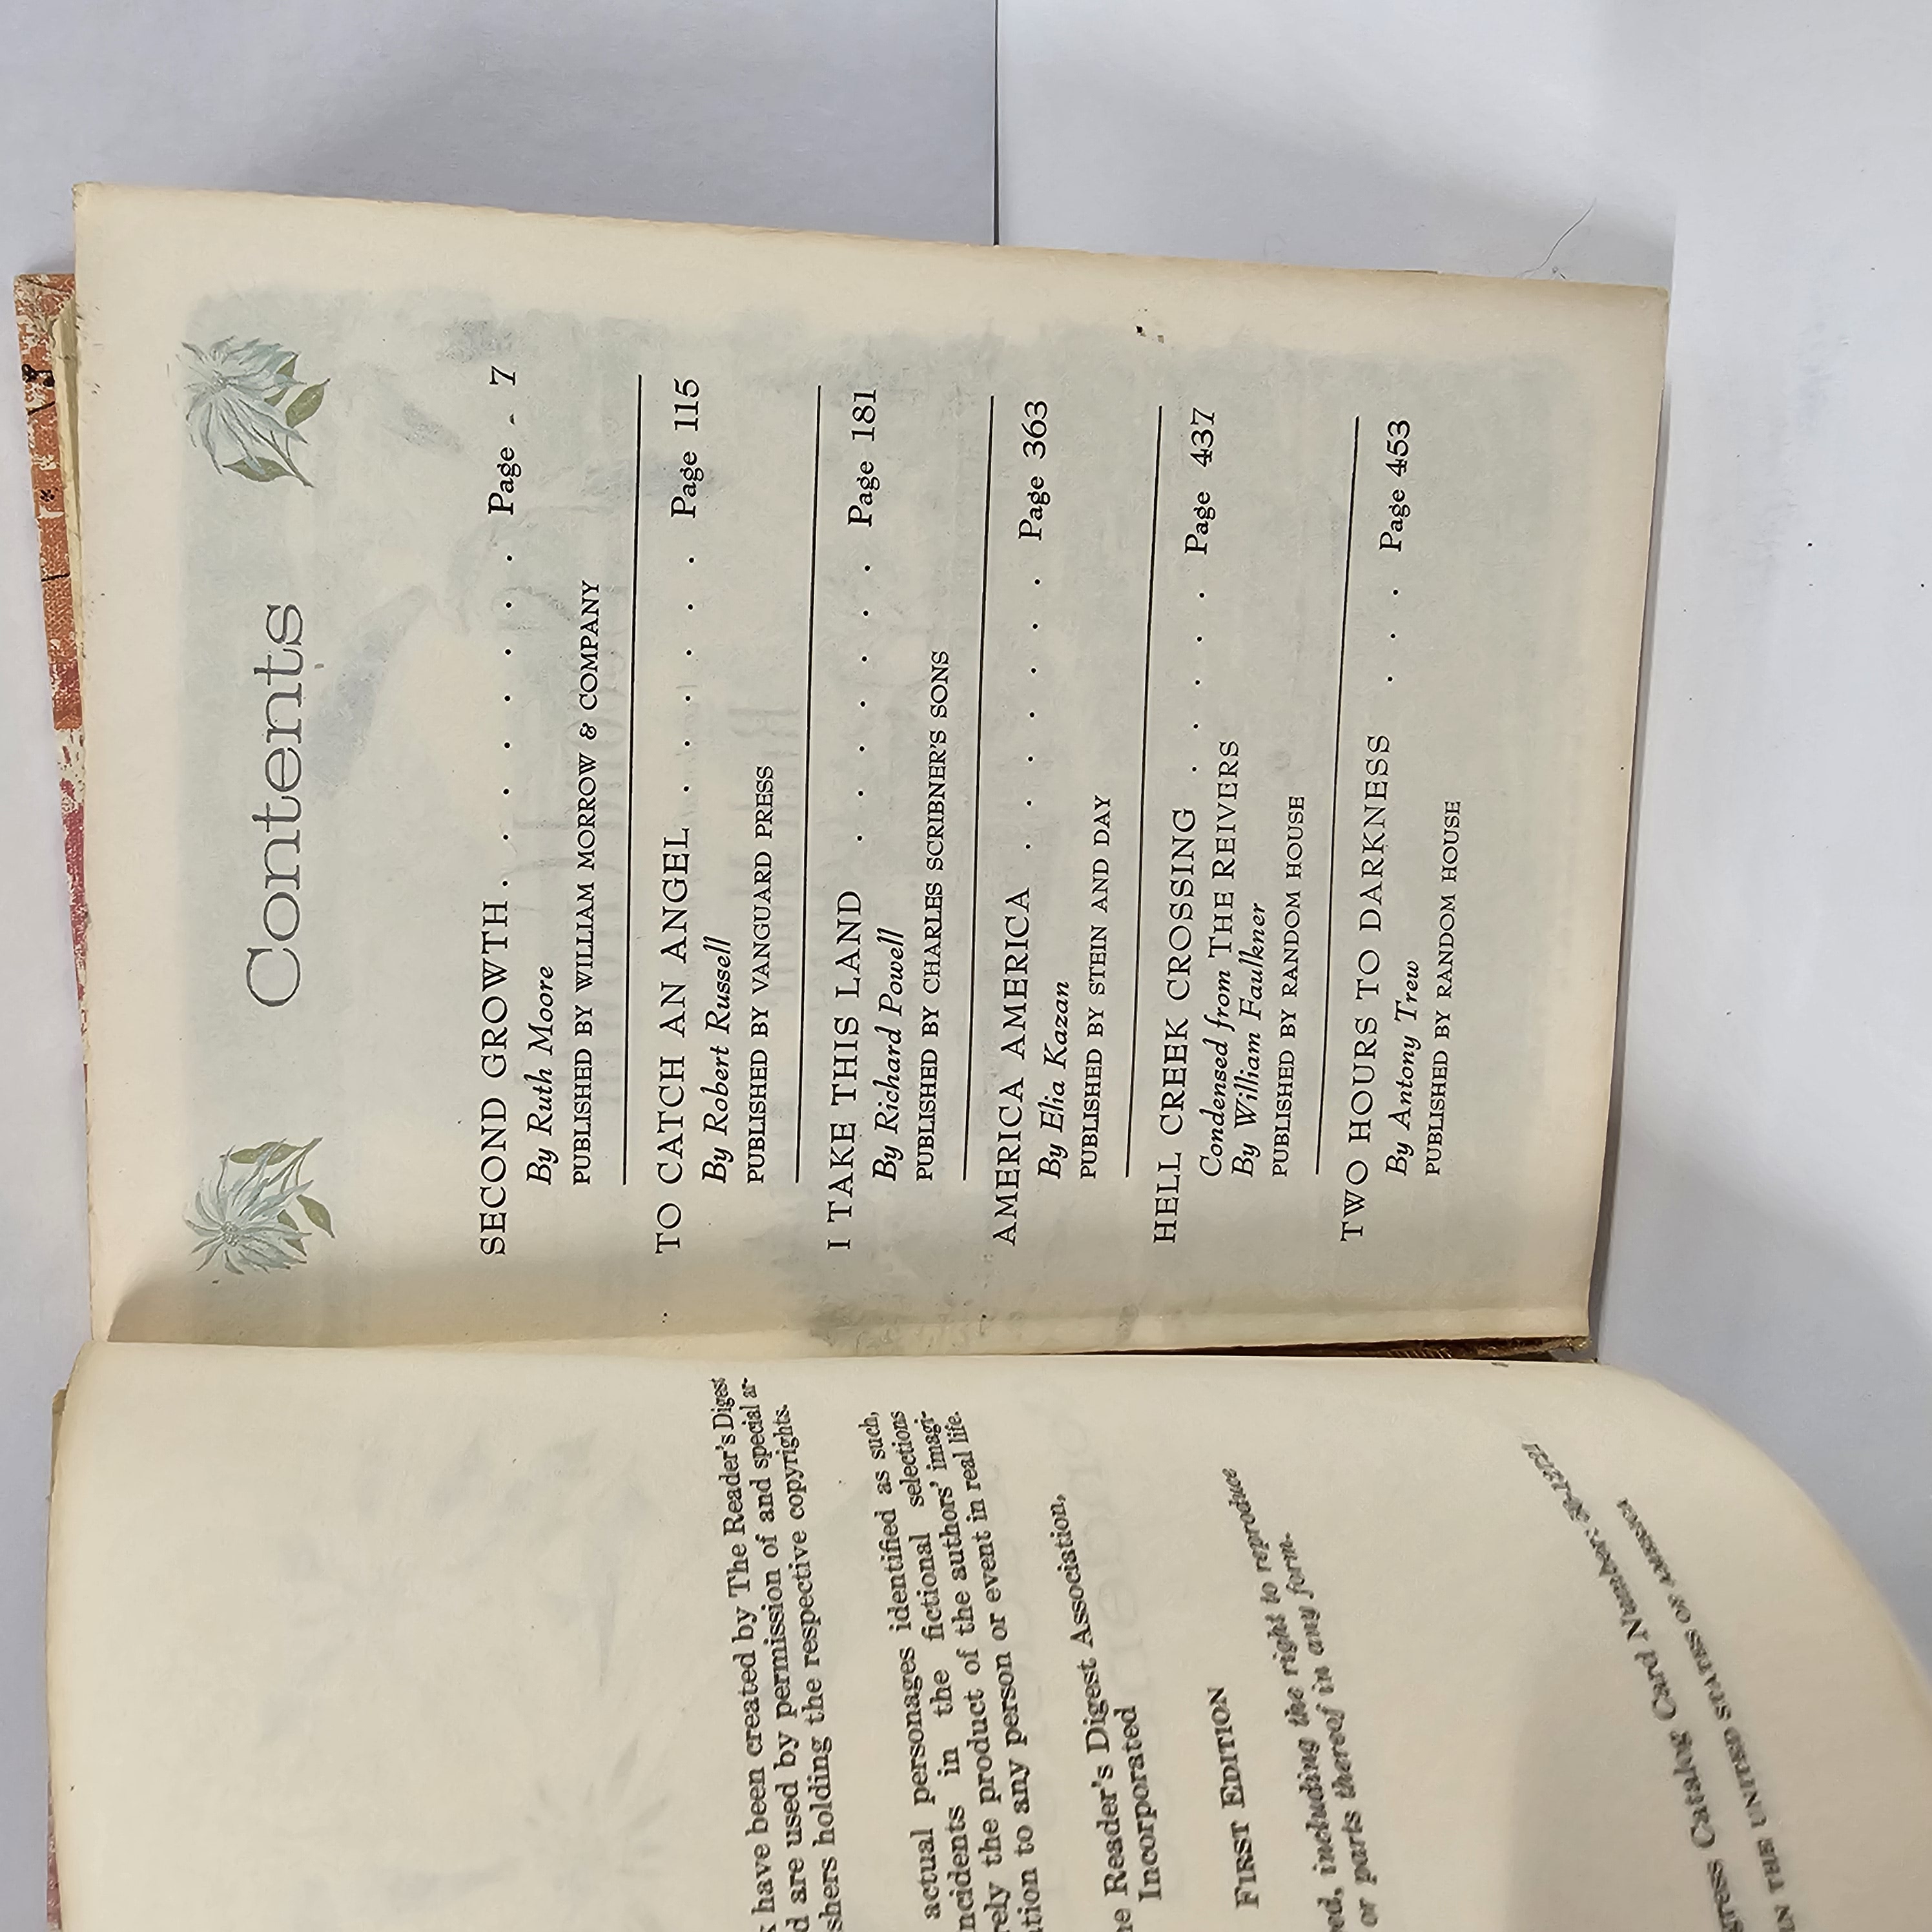 have been created by The Reader's Digest
are used by permission of and special ar-
holding the respective copyrights.
actual personages identified as such,
in the fictional selections
the product of the authors' imagi-
to any person or event in real life.
Reader's Digest Association,
Incorporated
FIRST EDITION
including the right to reproduce
or parts thereof in any form.
Catalog Card Number: 50-12721
IN THE UNITED STATES OF AMERICA
Contents
SECOND GROWTH . . . . . . . . Page 7
By Ruth Moore
PUBLISHED BY WILLIAM MORROW & COMPANY
TO CATCH AN ANGEL . . . . . . Page 115
By Robert Russell
PUBLISHED BY VANGUARD PRESS
I TAKE THIS LAND . . . . . . . Page 181
By Richard Powell
PUBLISHED BY CHARLES SCRIBNER'S SONS
AMERICA AMERICA . . . . . . . Page 363
By Elia Kazan
PUBLISHED BY STEIN AND DAY
HELL CREEK CROSSING . . . . . Page 437
Condensed from THE REIVERS
By William Faulkner
PUBLISHED BY RANDOM HOUSE
TWO HOURS TO DARKNESS . . . Page 453
By Antony Trew
PUBLISHED BY RANDOM HOUSE